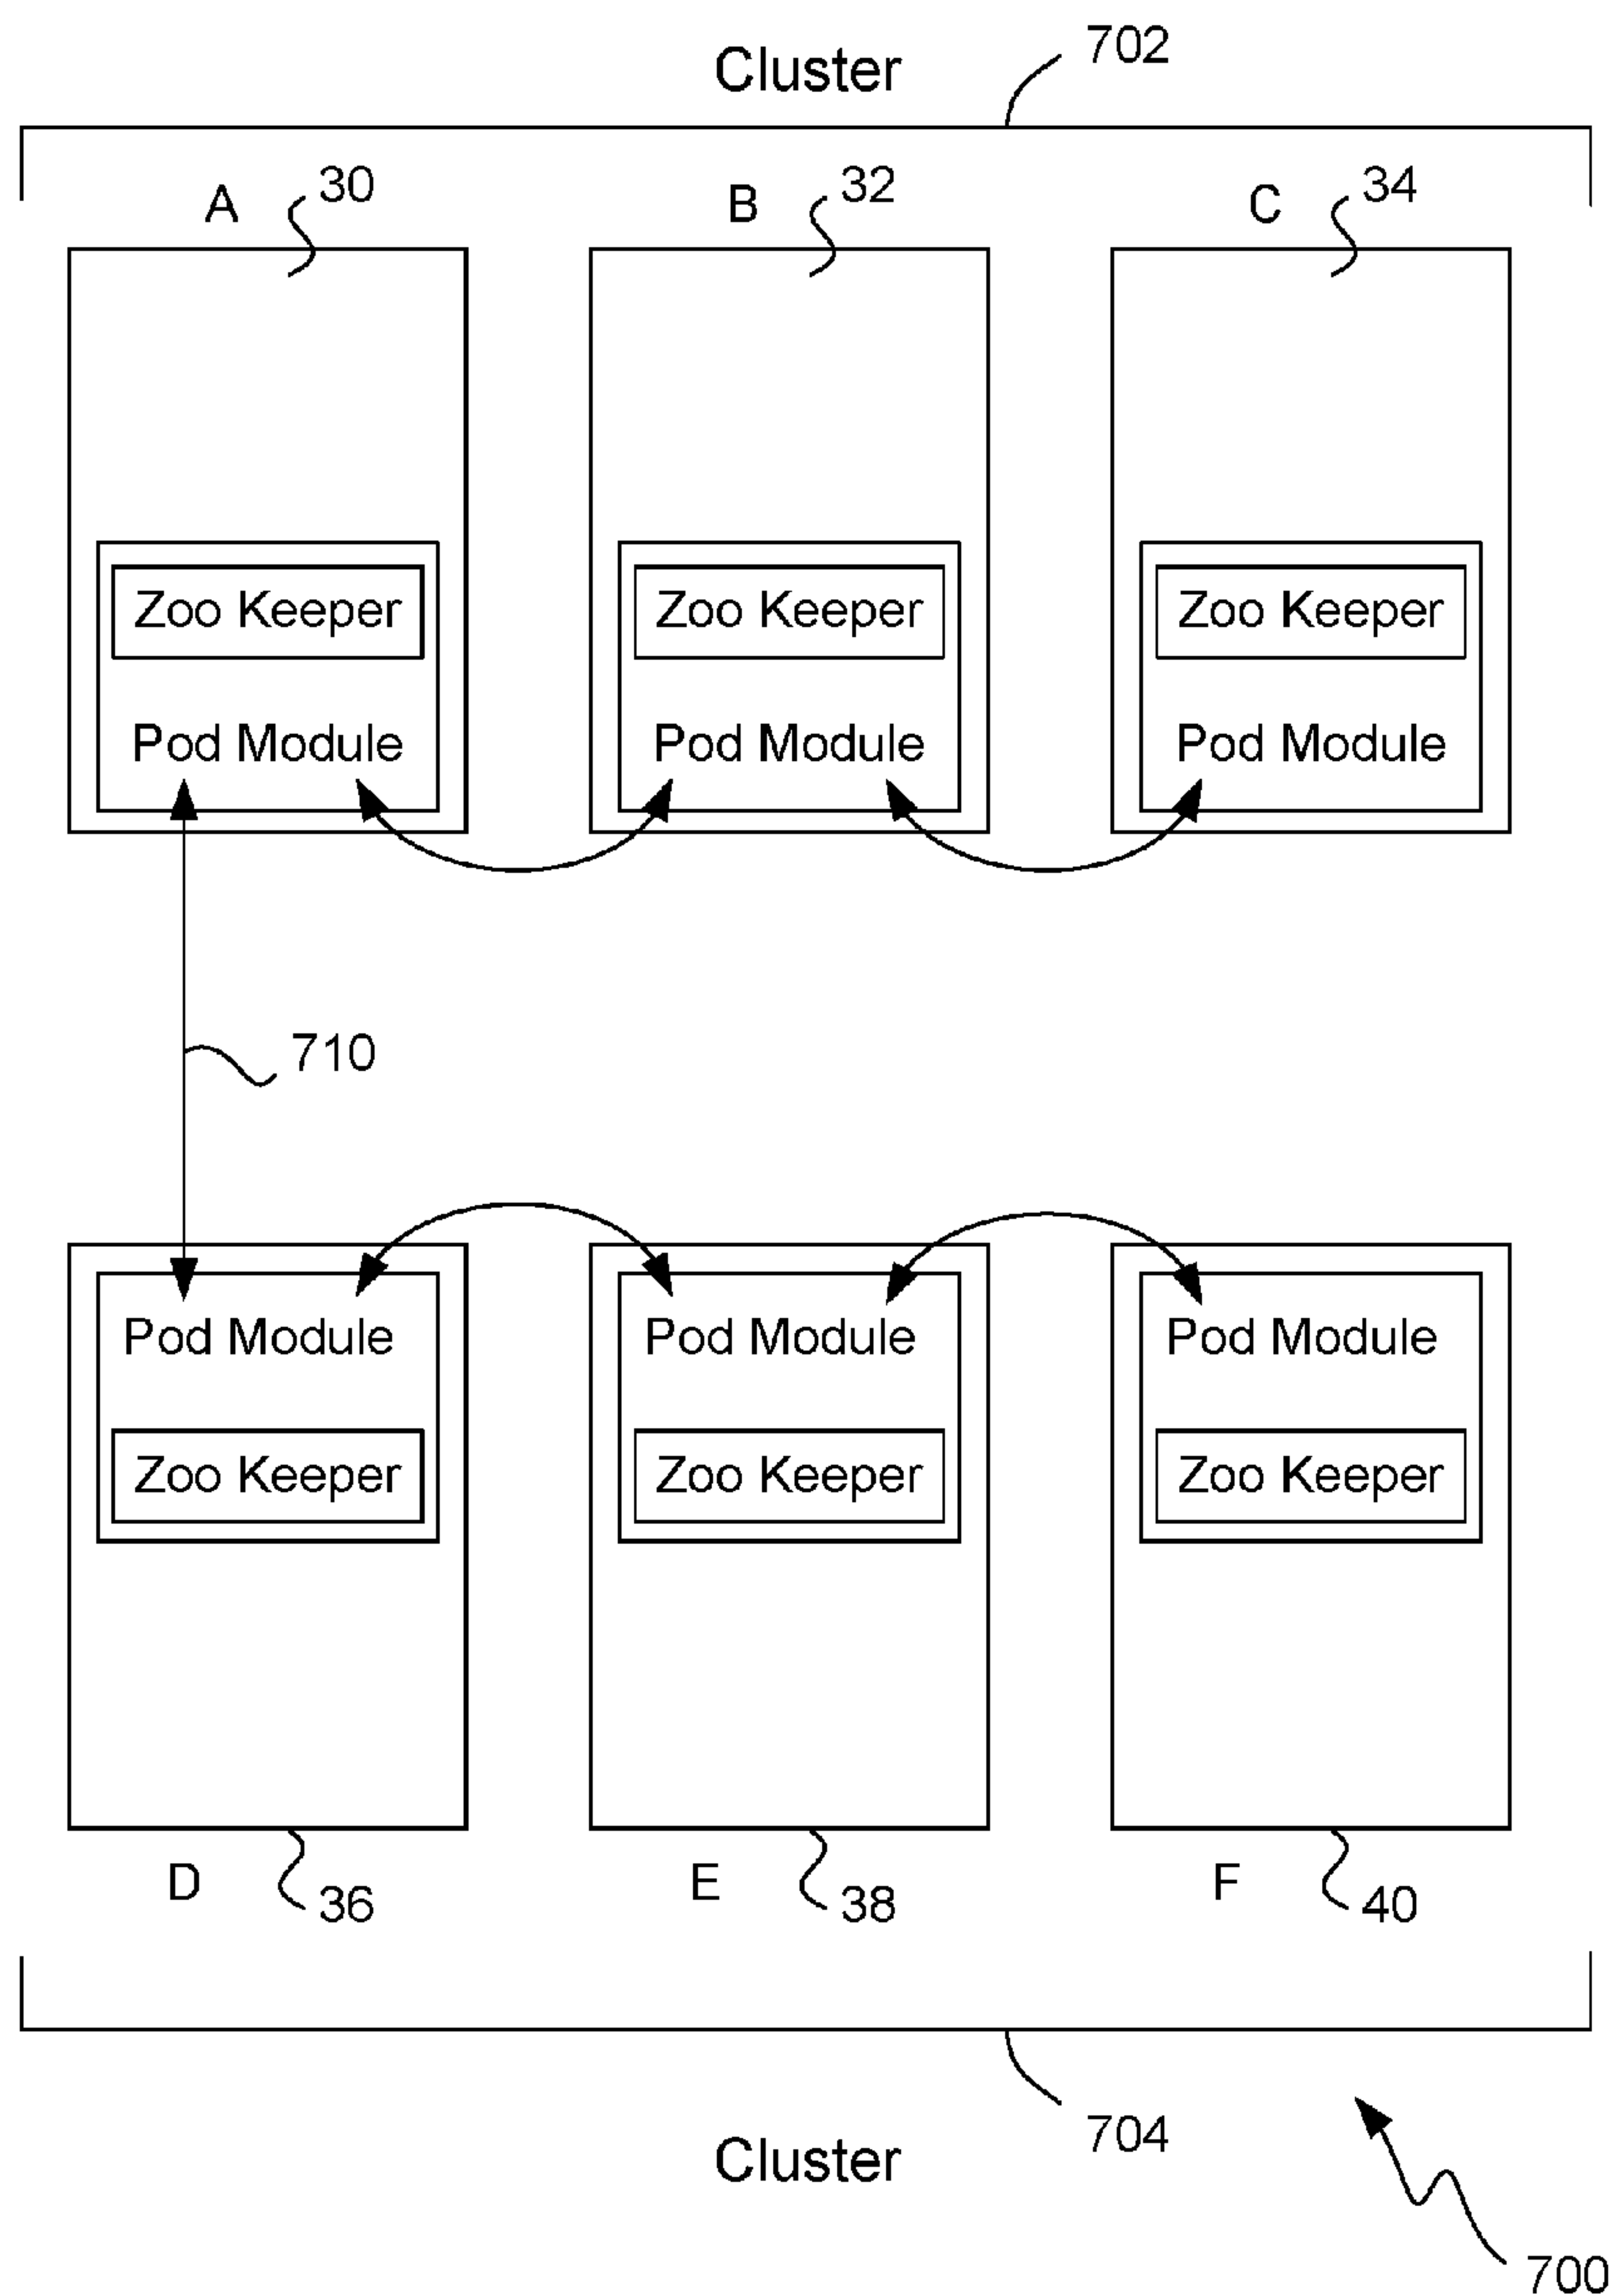 Cluster
702
A
30
B
32
C
34
Zoo Keeper
Zoo Keeper
Zoo Keeper
Pod Module
Pod Module
Pod Module
710
Pod Module
Pod Module
Pod Module
Zoo Keeper
Zoo Keeper
Zoo Keeper
D
36
E
38
F
40
Cluster
704
700